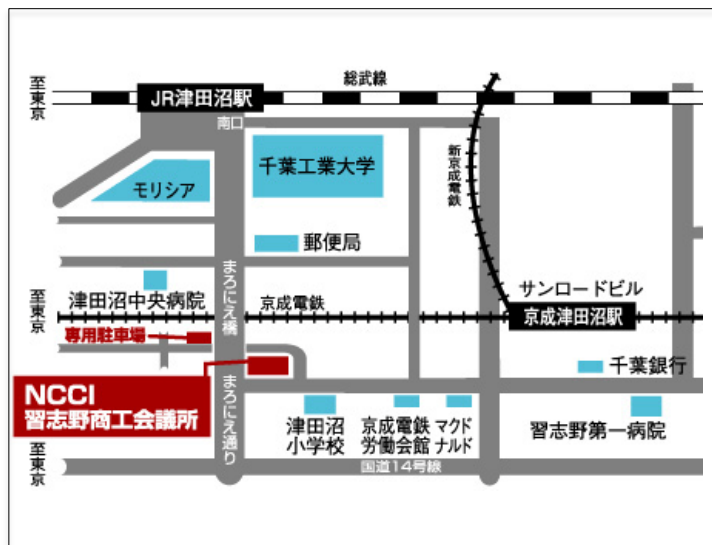 総武線
至東京
JR津田沼駅
南口
千葉工業大学
新京成電鉄
モリシア
郵便局
まろにえ橋
津田沼中央病院
京成電鉄
サンロードビル
至東京
京成津田沼駅
専用駐車場
千葉銀行
NCCI
習志野商工会議所
まろにえ通り
津田沼
小学校
京成電鉄
労働会館
マクド
ナルド
習志野第一病院
至東京
国道14号線